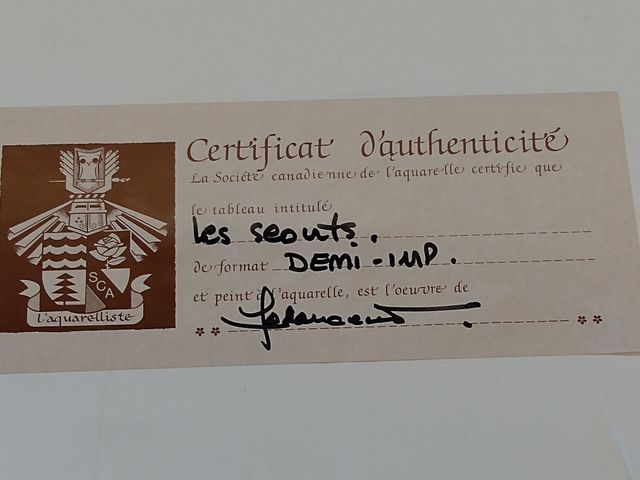 Certificat d'authenticité
La Société canadienne de l'aquarelle certifie que
le tableau intitulé
les scouts.
de format DEMI-IMP.
et peint à l'aquarelle, est l'oeuvre de
SCA
l'aquarelliste